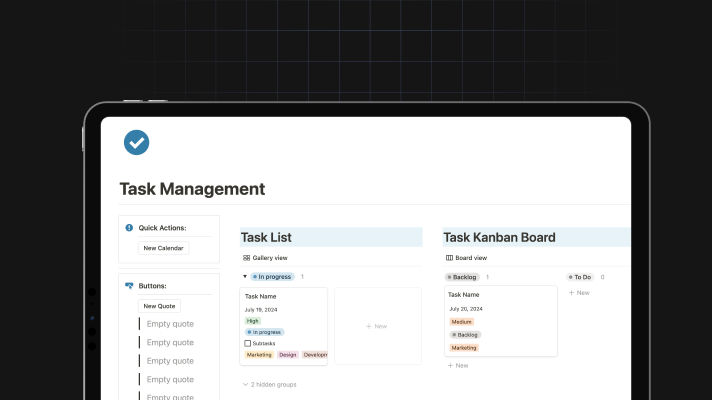 Task Management
Quick Actions:
New Calendar
Buttons:
New Quote
Empty quote
Empty quote
Empty quote
Empty quote
Empty quote
Task List
Gallery view
In progress 1
Task Name
July 19, 2024
High
In progress
Subtasks
Marketing Design Developm
+ New
2 hidden groups
Task Kanban Board
Board view
Backlog 1
Task Name
July 20, 2024
Medium
Backlog
Marketing
+ New
To Do 0
+ New